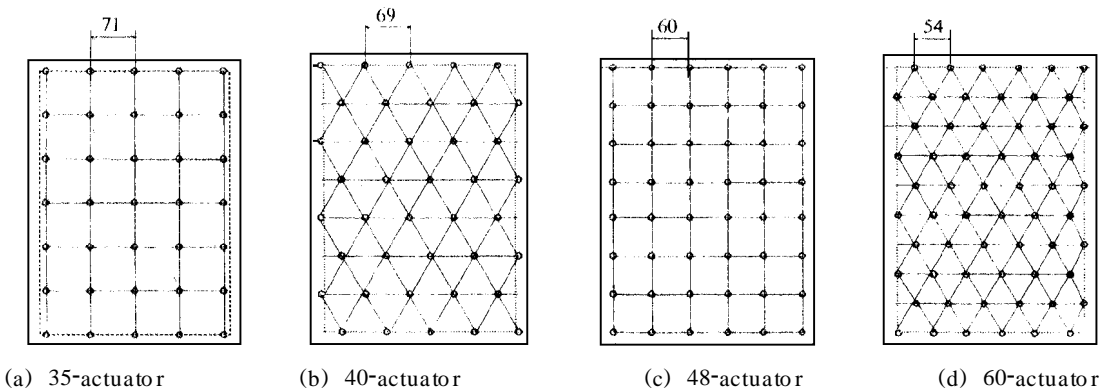 71
69
60
54
(a) 35-actuator
(b) 40-actuator
(c) 48-actuator
(d) 60-actuator